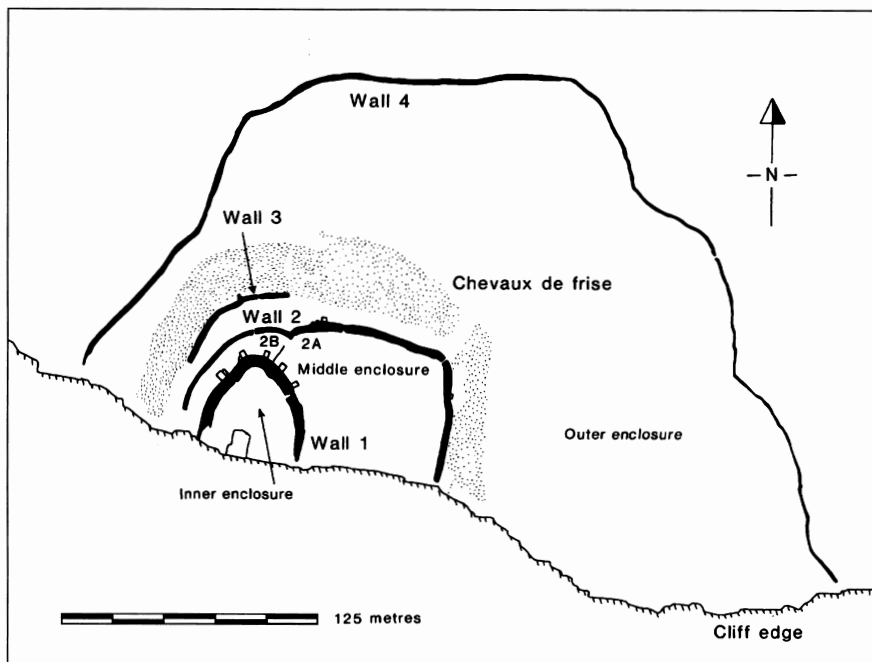 Wall 4
N
Wall 3
Chevaux de frise
Wall 2
2B 2A
Middle enclosure
Outer enclosure
Wall 1
Inner enclosure
125 metres
Cliff edge